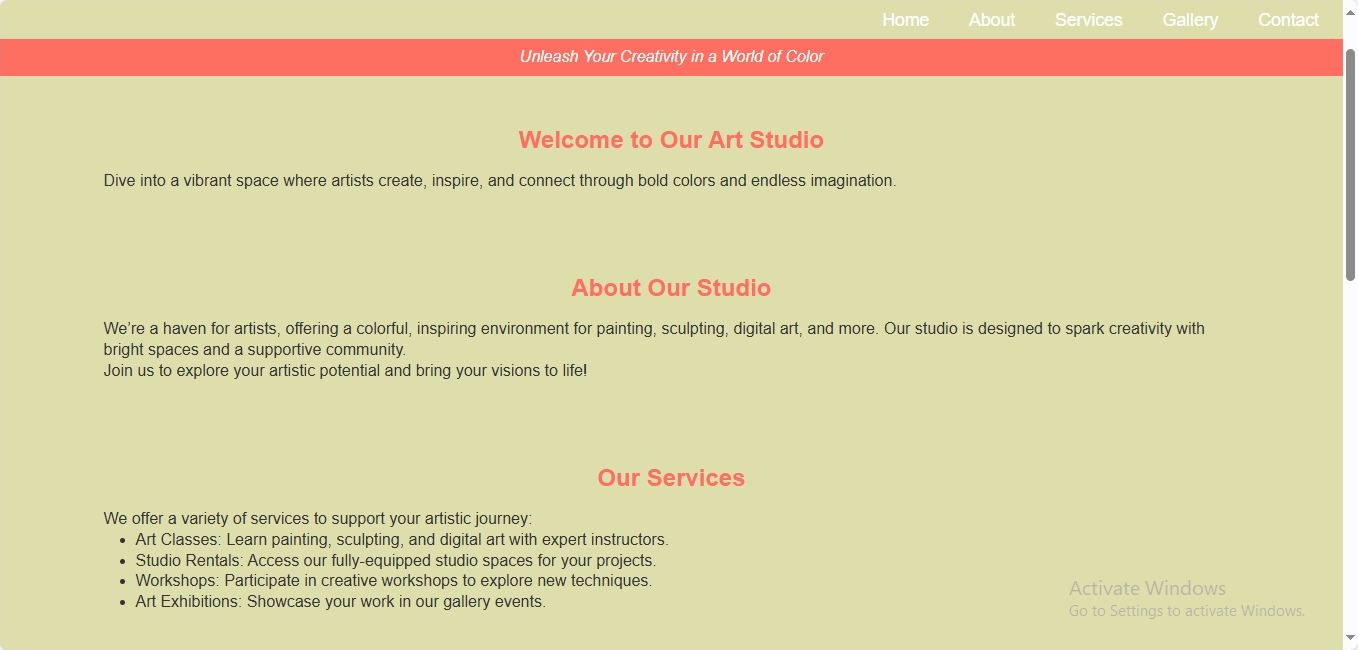 Home About Services Gallery Contact
Unleash Your Creativity in a World of Color
Welcome to Our Art Studio
Dive into a vibrant space where artists create, inspire, and connect through bold colors and endless imagination.
About Our Studio
We’re a haven for artists, offering a colorful, inspiring environment for painting, sculpting, digital art, and more. Our studio is designed to spark creativity with
bright spaces and a supportive community.
Join us to explore your artistic potential and bring your visions to life!
Our Services
We offer a variety of services to support your artistic journey:
• Art Classes: Learn painting, sculpting, and digital art with expert instructors.
• Studio Rentals: Access our fully-equipped studio spaces for your projects.
• Workshops: Participate in creative workshops to explore new techniques.
• Art Exhibitions: Showcase your work in our gallery events.
Activate Windows
Go to Settings to activate Windows.